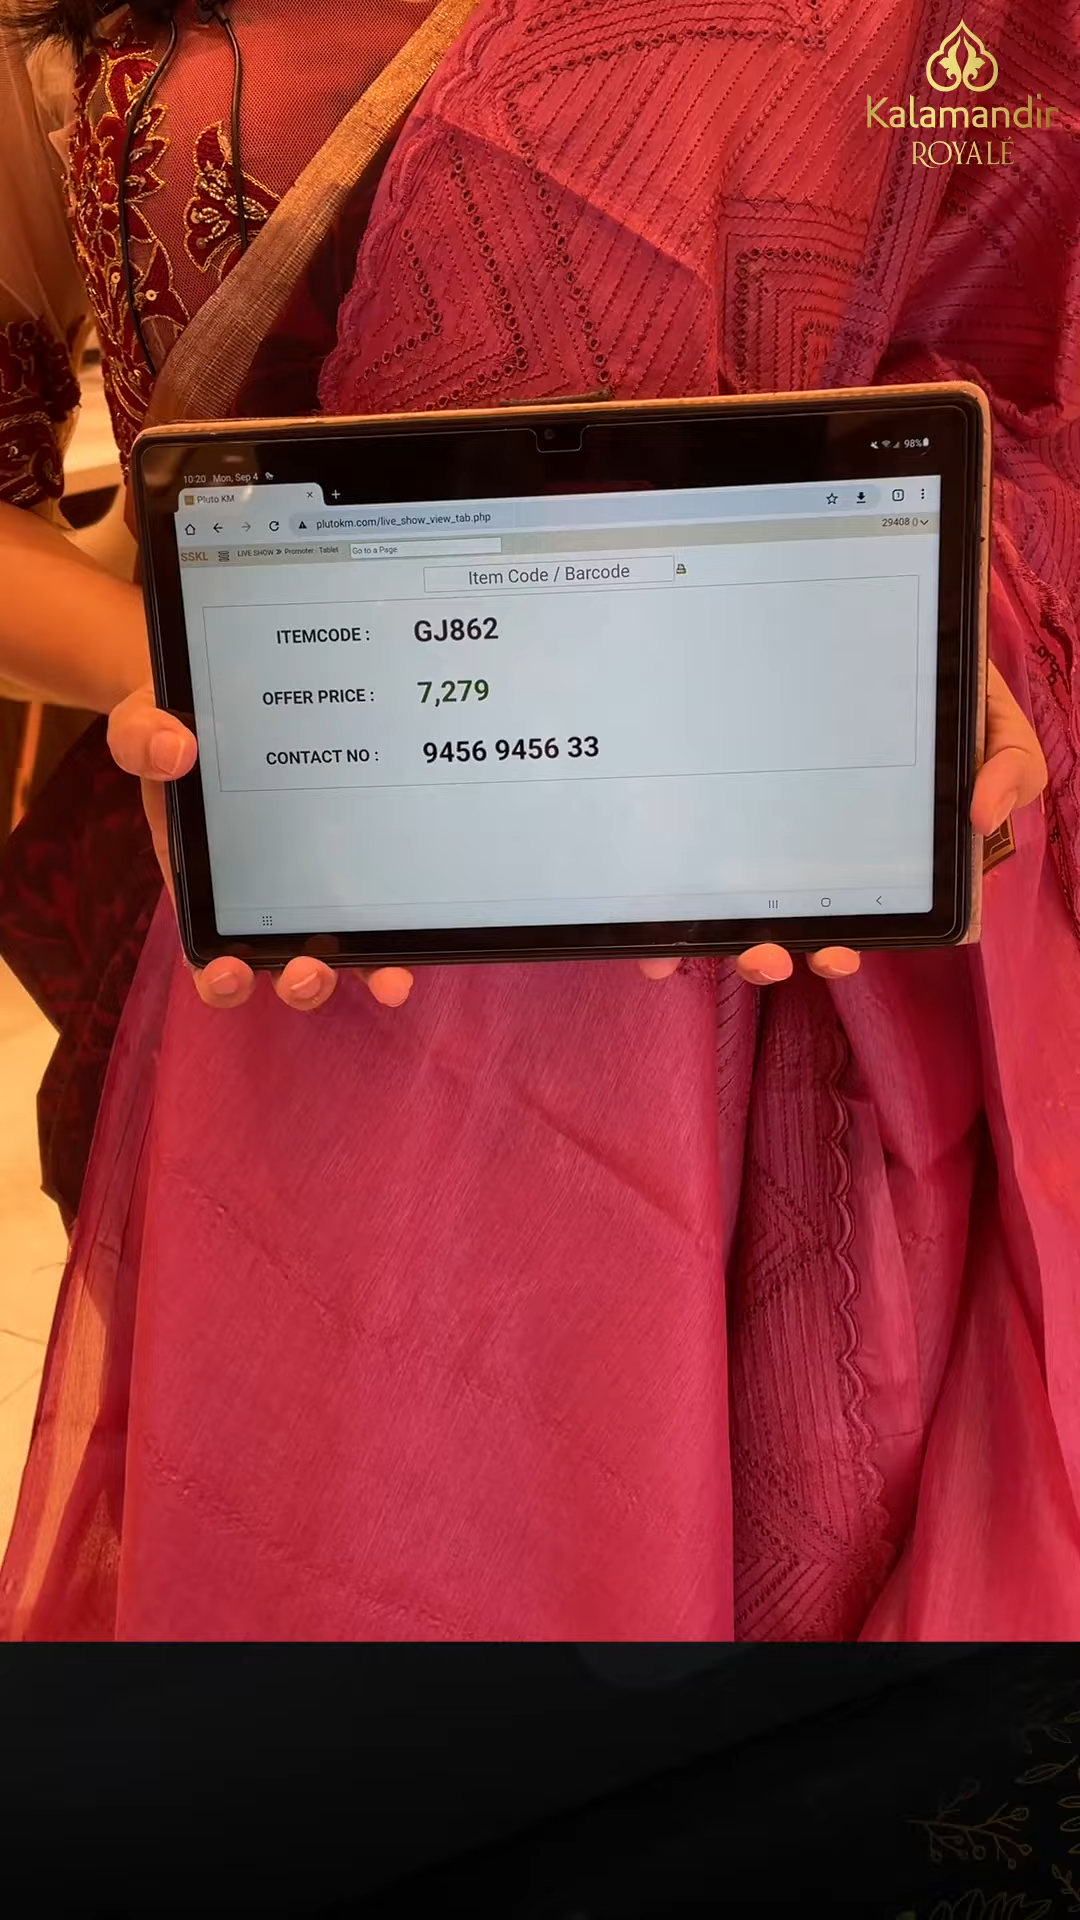 Kalamandir
ROYALÉ
10:20 Mon, Sep 4
98%
Pluto KM
plutokm.com/live_show_view_tab.php
29408 ()
SSKL
LIVE SHOW » Promoter - Tablet
Go to a Page
Item Code / Barcode
ITEMCODE : GJ862
OFFER PRICE : 7,279
CONTACT NO : 9456 9456 33